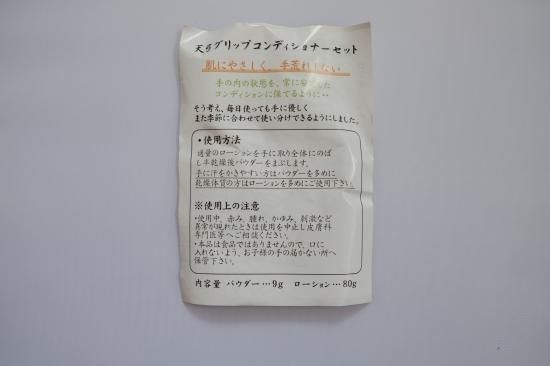 天弓グリップコンディショナーセット
肌にやさしく、手荒れしない
手の内の状態を、常に安定した
コンディションに保てるように‥
そう考え、毎日使っても手に優しく
また季節に合わせて使い分けできるようにしました。
・使用方法
適量のローションを手に取り全体にのば
し半乾燥後パウダーをまぶします。
手に汗をかきやすい方はパウダーを多めに
乾燥体質の方はローションを多めにご使用下さい。
※使用上の注意
・使用中、赤み、腫れ、かゆみ、刺激など
異常が現れたときは使用を中止し皮膚科
専門医等へご相談ください。
・本品は食品ではありませんので、口に
入れないよう、お子様の手の届かない所へ
保管下さい。
内容量 パウダー…9g ローション…80g